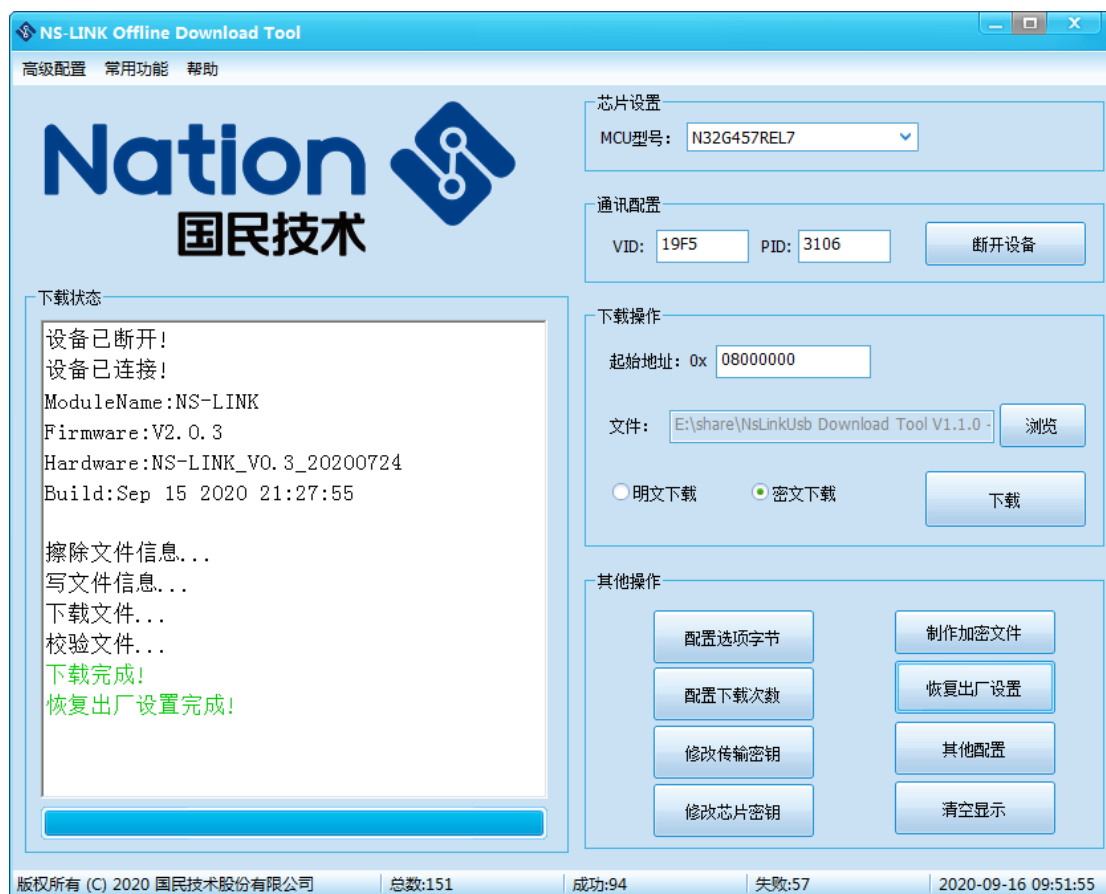 NS-LINK Offline Download Tool
高级配置 常用功能 帮助
Nation
国民技术
芯片设置
MCU型号: N32G457REL7
通讯配置
VID: 19F5 PID: 3106 断开设备
下载状态
设备已断开!
设备已连接!
ModuleName:NS-LINK
Firmware:V2.0.3
Hardware:NS-LINK_V0.3_20200724
Build:Sep 15 2020 21:27:55
擦除文件信息...
写文件信息...
下载文件...
校验文件...
下载完成!
恢复出厂设置完成!
下载操作
起始地址: 0x 08000000
文件: E:\share\NsLinkUsb Download Tool V1.1.0 - 浏览
明文下载 密文下载 下载
其他操作
配置选项字节 制作加密文件
配置下载次数 恢复出厂设置
修改传输密钥 其他配置
修改芯片密钥 清空显示
版权所有 (C) 2020 国民技术股份有限公司 总数:151 成功:94 失败:57 2020-09-16 09:51:55